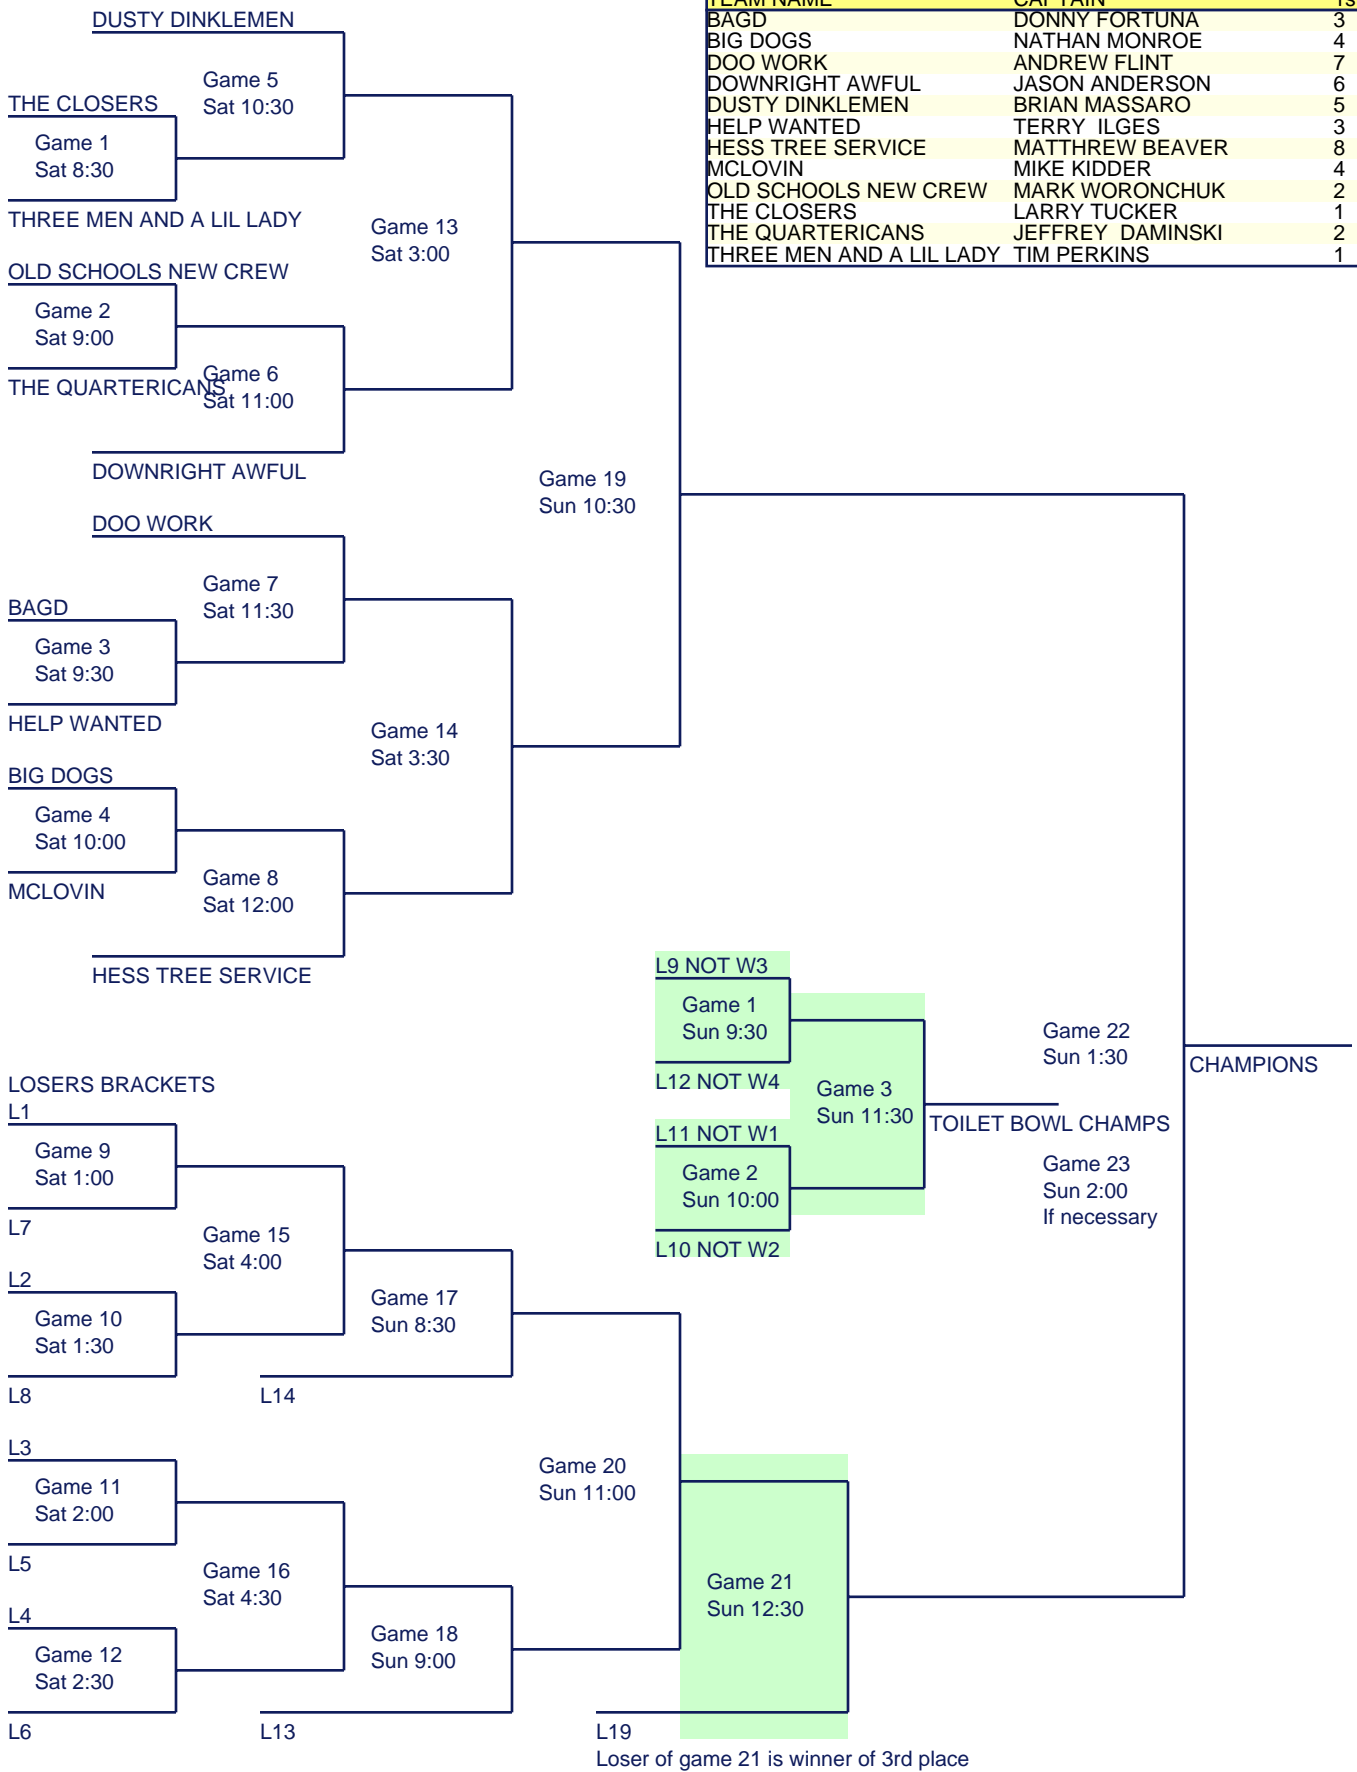 TEAM NAME CAPTAIN
BAGD DONNY FORTUNA 3
BIG DOGS NATHAN MONROE 4
DOO WORK ANDREW FLINT 7
DOWNRIGHT AWFUL JASON ANDERSON 6
DUSTY DINKLEMEN BRIAN MASSARO 5
HELP WANTED TERRY ILGES 3
HESS TREE SERVICE MATTHREW BEAVER 8
MCLOVIN MIKE KIDDER 4
OLD SCHOOLS NEW CREW MARK WORONCHUK 2
THE CLOSERS LARRY TUCKER 1
THE QUARTERICANS JEFFREY DAMINSKI 2
THREE MEN AND A LIL LADY TIM PERKINS 1
DUSTY DINKLEMEN
Game 5
Sat 10:30
THE CLOSERS
Game 1
Sat 8:30
THREE MEN AND A LIL LADY
Game 13
Sat 3:00
OLD SCHOOLS NEW CREW
Game 2
Sat 9:00
THE QUARTERICANS
Game 6
Sat 11:00
DOWNRIGHT AWFUL
Game 19
Sun 10:30
DOO WORK
Game 7
Sat 11:30
BAGD
Game 3
Sat 9:30
HELP WANTED
Game 14
Sat 3:30
BIG DOGS
Game 4
Sat 10:00
MCLOVIN
Game 8
Sat 12:00
HESS TREE SERVICE
L9 NOT W3
Game 1
Sun 9:30
L12 NOT W4
Game 3
Sun 11:30
L11 NOT W1
Game 2
Sun 10:00
L10 NOT W2
TOILET BOWL CHAMPS
Game 22
Sun 1:30
CHAMPIONS
Game 23
Sun 2:00
If necessary
LOSERS BRACKETS
L1
Game 9
Sat 1:00
L7
Game 15
Sat 4:00
L2
Game 10
Sat 1:30
L8
Game 17
Sun 8:30
L14
L3
Game 11
Sat 2:00
L5
Game 20
Sun 11:00
Game 16
Sat 4:30
L4
Game 12
Sat 2:30
L6
Game 18
Sun 9:00
L13
Game 21
Sun 12:30
L19
Loser of game 21 is winner of 3rd place